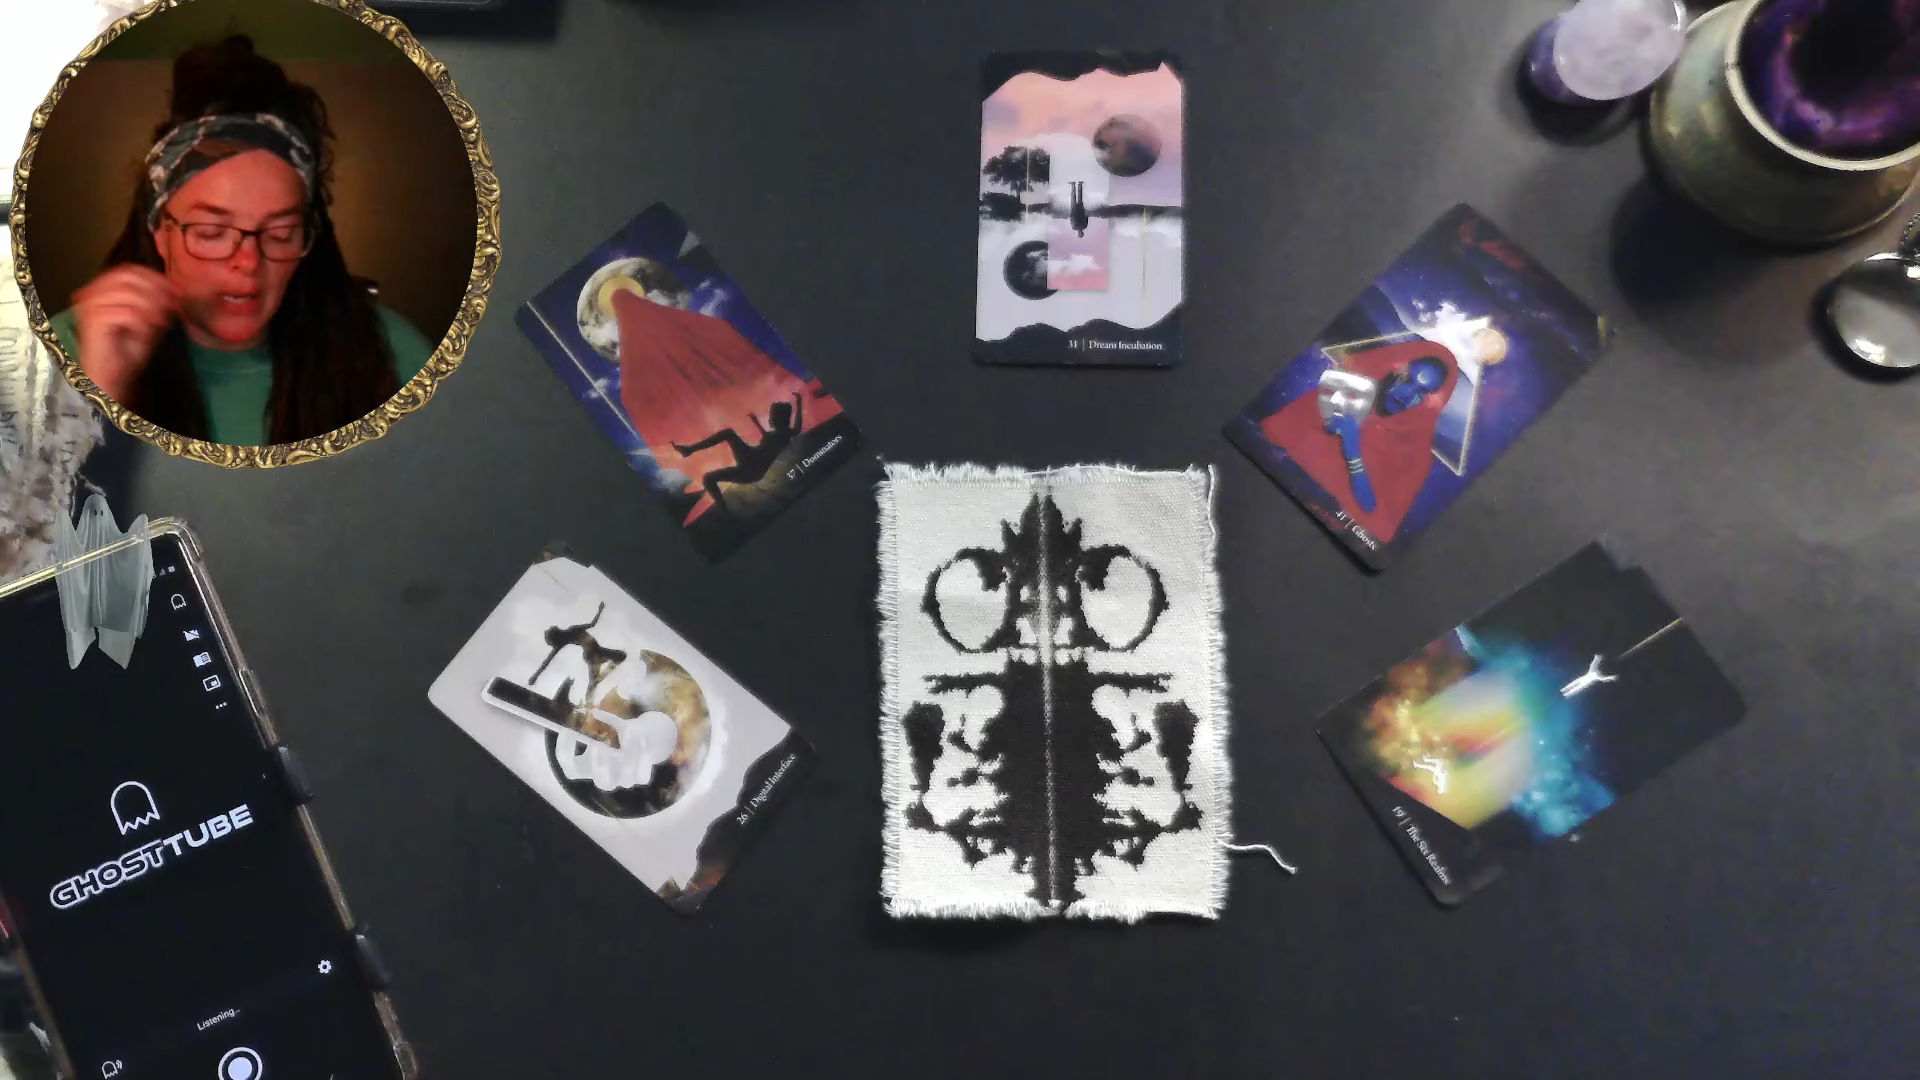 31 | Dream Incubation
37 | Dominators
41 | Ghosts
26 | Digital Interface
19 | The Six Realms
GHOSTTUBE
Listening...